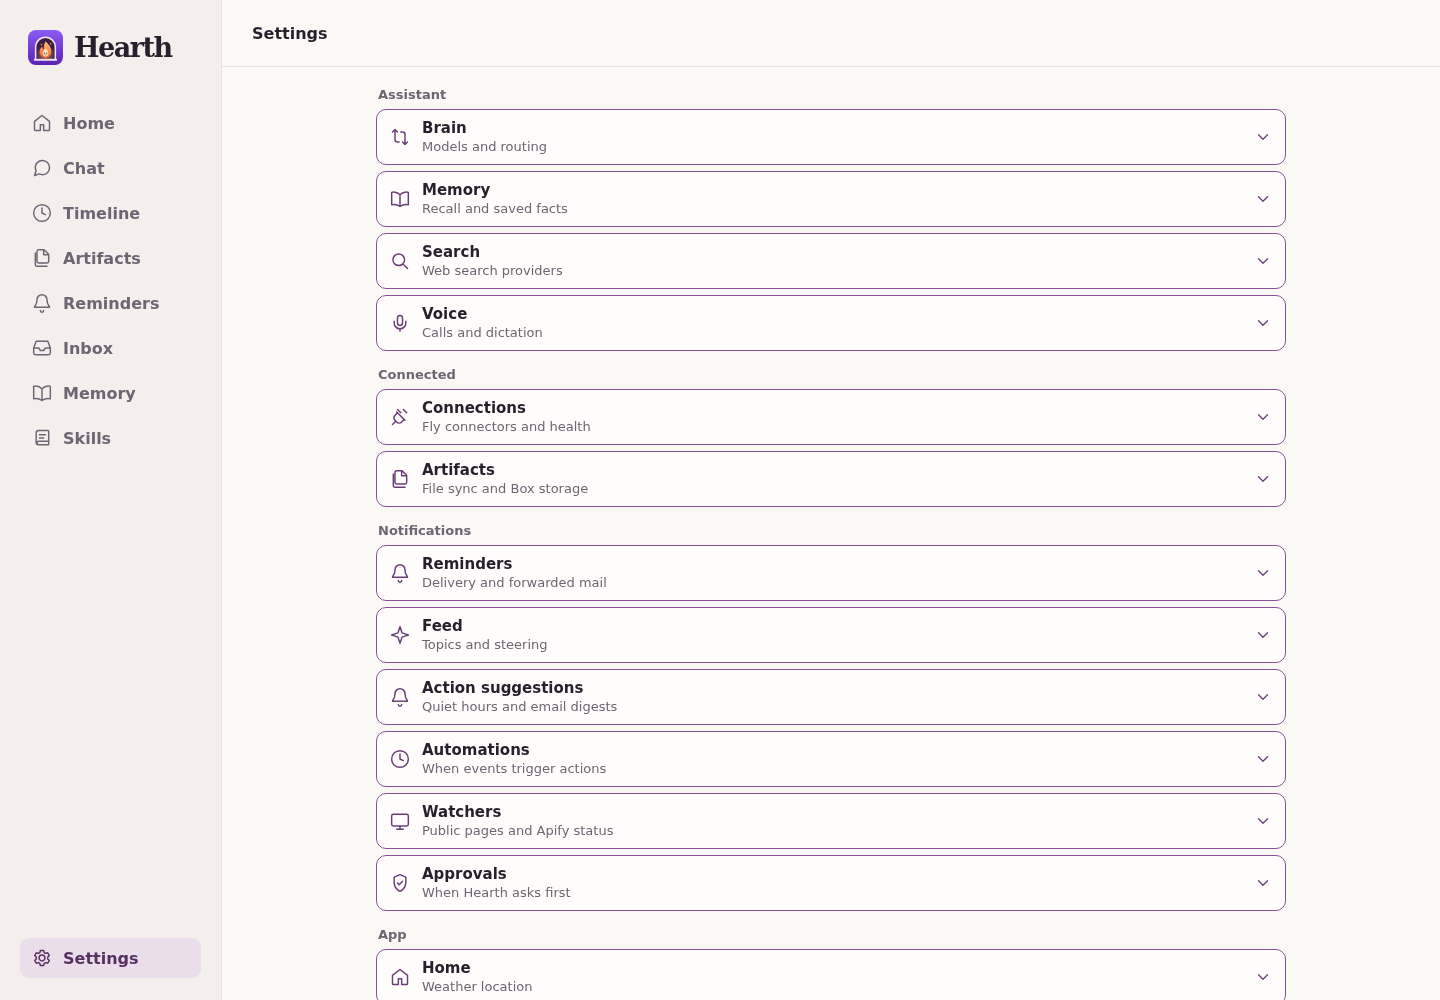 Hearth
Home
Chat
Timeline
Artifacts
Reminders
Inbox
Memory
Skills
Settings
Settings
Assistant
Brain
Models and routing
Memory
Recall and saved facts
Search
Web search providers
Voice
Calls and dictation
Connected
Connections
Fly connectors and health
Artifacts
File sync and Box storage
Notifications
Reminders
Delivery and forwarded mail
Feed
Topics and steering
Action suggestions
Quiet hours and email digests
Automations
When events trigger actions
Watchers
Public pages and Apify status
Approvals
When Hearth asks first
App
Home
Weather location